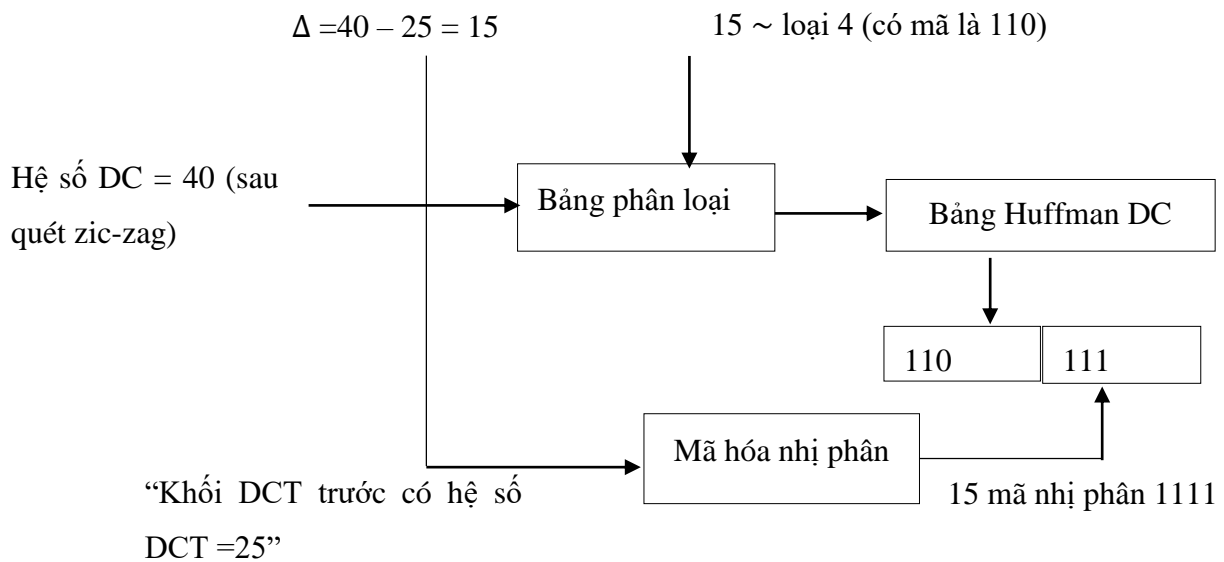 Δ =40 – 25 = 15
15 ~ loại 4 (có mã là 110)
Hệ số DC = 40 (sau
quét zic-zag)
Bảng phân loại
Bảng Huffman DC
110
111
Mã hóa nhị phân
“Khối DCT trước có hệ số
DCT =25”
15 mã nhị phân 1111